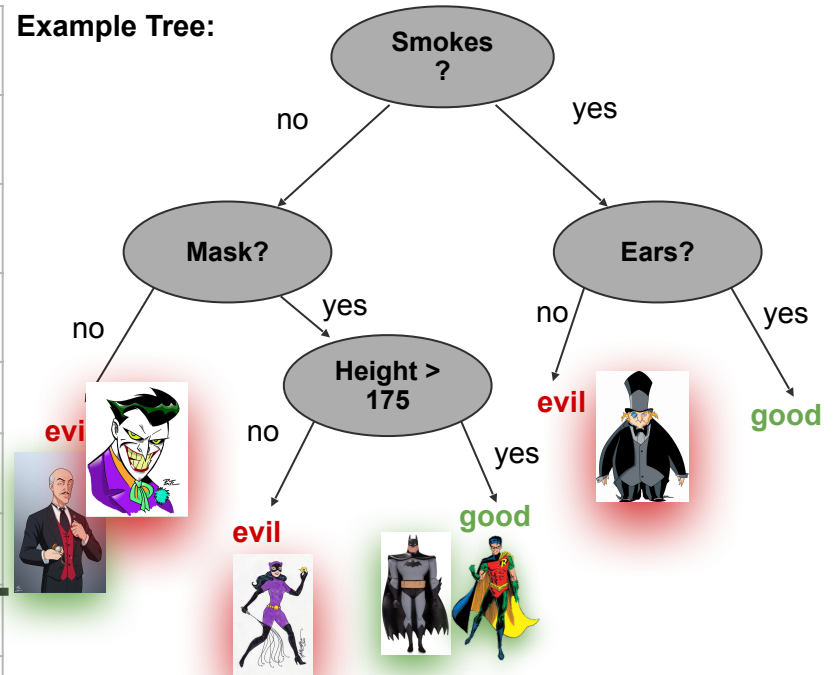 Example Tree:
Smokes
?
no
yes
Mask?
Ears?
no
yes
no
yes
Height >
175
evi
evil
good
no
yes
evil
good